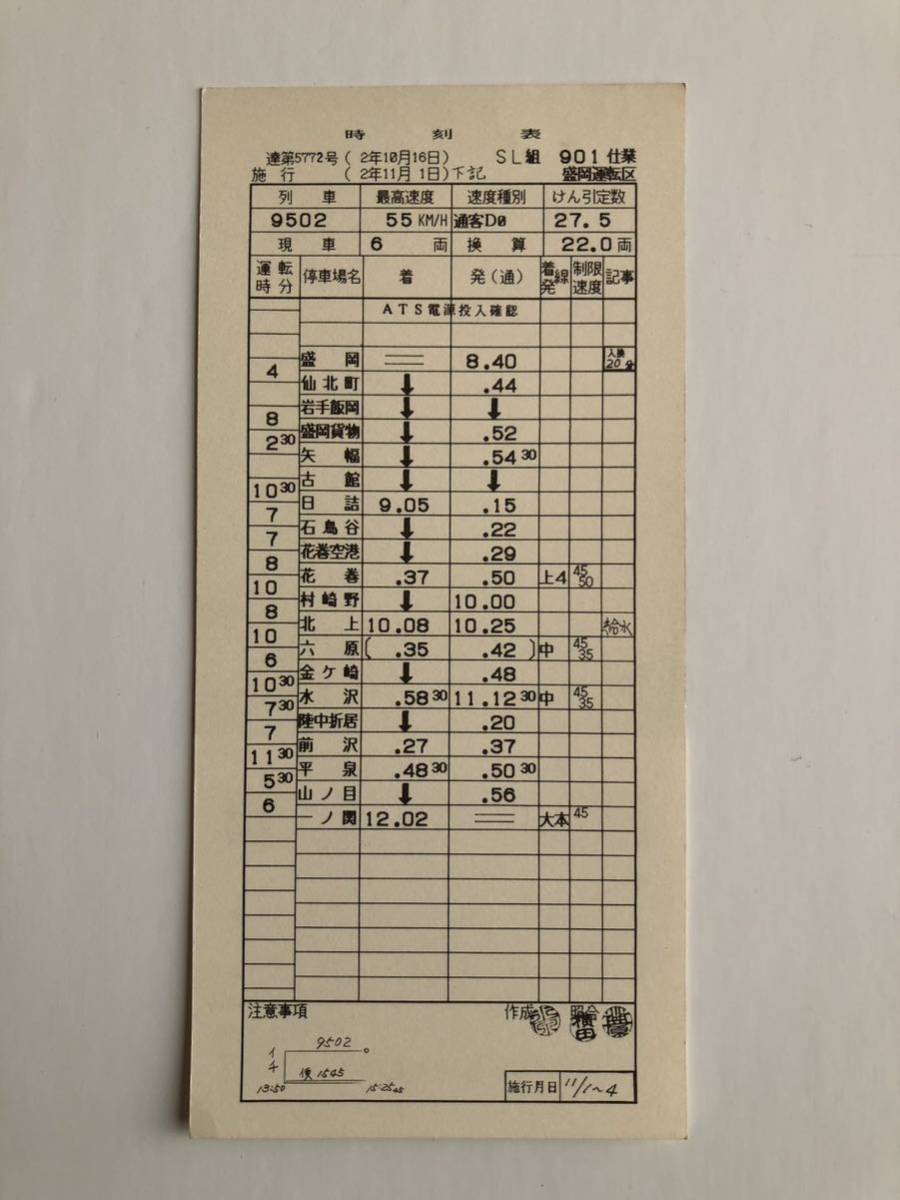 時刻表
達第5772号 ( 2年10月16日) SL組 901仕業
施行 ( 2年11月 1日)下記 盛岡運転区
列車 最高速度 速度種別 けん引定数
9502 55 KM/H 通客D0 27.5
現車 6 両 換算 22.0両
運転時分 停車場名 着 発(通) 着発線 制限速度 記事
ATS電源投入確認
盛岡 ＝ 8.40 入換20分
4
仙北町 ↓ .44
岩手飯岡 ↓ ↓
8
盛岡貨物 ↓ .52
2 30
矢幅 ↓ .54 30
古館 ↓ ↓
10 30
日詰 9.05 .15
7
石鳥谷 ↓ .22
7
花巻空港 ↓ .29
8
花巻 .37 .50 上4 45 50
10
村崎野 ↓ 10.00
8
北上 10.08 10.25 給水
10
六原 ( .35 .42 ) 中 45 35
6
金ケ崎 ↓ .48
10 30
水沢 .58 30 11.12 30 中 45 35
7 30
陸中折居 ↓ .20
7
前沢 .27 .37
11 30
平泉 .48 30 .50 30
5 30
山ノ目 ↓ .56
6
一ノ関 12.02 ＝ 大本 45
注意事項 作成 照合 横田
9502
イチ
後 1545
13:50 15:25 45
施行月日 11/1~4